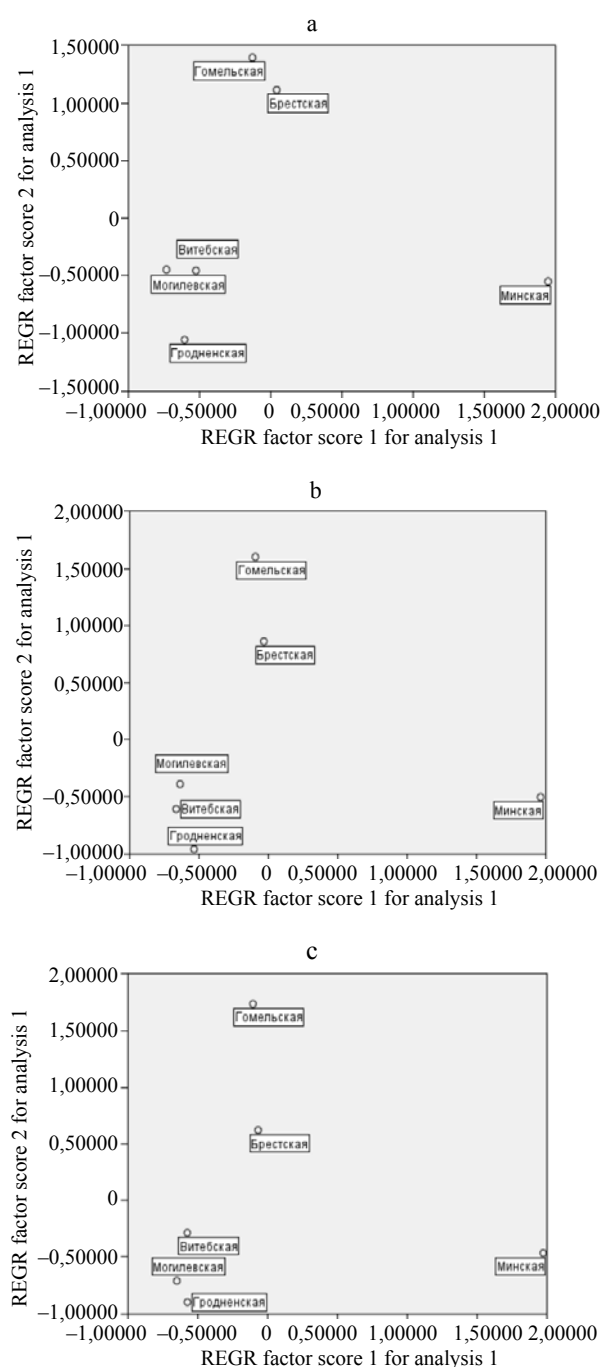 a
REGR factor score 2 for analysis 1
1,50000
1,00000
0,50000
0
–0,50000
–1,00000
–1,50000
Гомельская
Брестская
Витебская
Могилевская
Минская
Гродненская
–1,00000 –0,50000 0 0,50000 1,00000 1,50000 2,00000
REGR factor score 1 for analysis 1
b
REGR factor score 2 for analysis 1
2,00000
1,50000
1,00000
0,50000
0
–0,50000
–1,00000
Гомельская
Брестская
Могилевская
Витебская
Минская
Гродненская
–1,00000 –0,50000 0 0,50000 1,00000 1,50000 2,00000
REGR factor score 1 for analysis 1
c
REGR factor score 2 for analysis 1
2,00000
1,50000
1,00000
0,50000
0
–0,50000
–1,00000
Гомельская
Брестская
Витебская
Могилевская
Минская
Гродненская
–1,00000 –0,50000 0 0,50000 1,00000 1,50000 2,00000
REGR factor score 1 for analysis 1